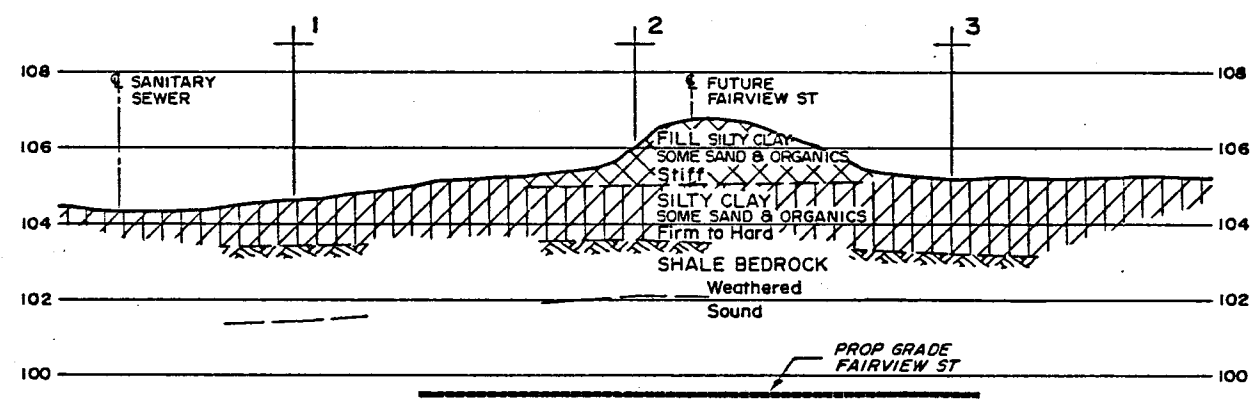 1
2
3
108
℄ SANITARY
SEWER
℄ FUTURE
FAIRVIEW ST
108
106
FILL SILTY CLAY
SOME SAND & ORGANICS
Stiff
106
SILTY CLAY
SOME SAND & ORGANICS
Firm to Hard
104
104
SHALE BEDROCK
Weathered
102
102
Sound
PROP GRADE
FAIRVIEW ST
100
100